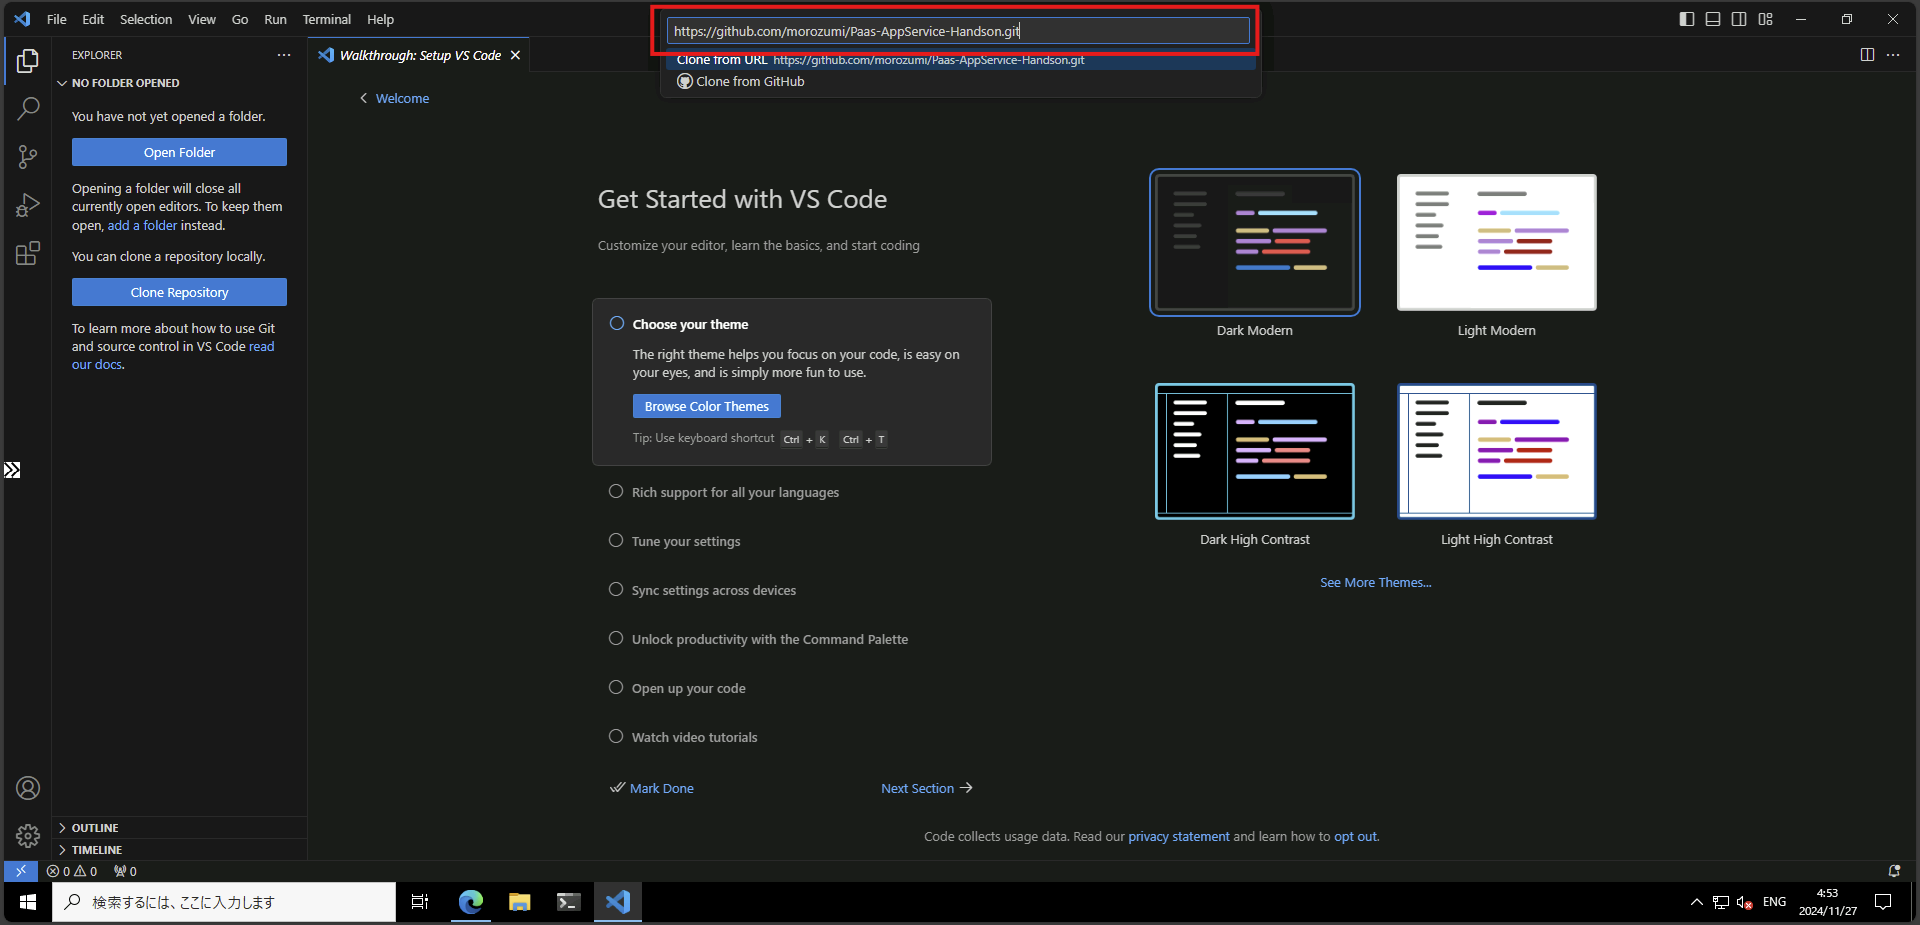 File Edit Selection View Go Run Terminal Help
https://github.com/morozumi/Paas-AppService-Handson.git
Clone from URL https://github.com/morozumi/Paas-AppService-Handson.git
Clone from GitHub
EXPLORER
Walkthrough: Setup VS Code
NO FOLDER OPENED
You have not yet opened a folder.
Open Folder
Opening a folder will close all
currently open editors. To keep them
open, add a folder instead.
You can clone a repository locally.
Clone Repository
To learn more about how to use Git
and source control in VS Code read
our docs.
OUTLINE
TIMELINE
Welcome
Get Started with VS Code
Customize your editor, learn the basics, and start coding
Choose your theme
The right theme helps you focus on your code, is easy on
your eyes, and is simply more fun to use.
Browse Color Themes
Tip: Use keyboard shortcut Ctrl + K Ctrl + T
Rich support for all your languages
Tune your settings
Sync settings across devices
Unlock productivity with the Command Palette
Open up your code
Watch video tutorials
Mark Done
Next Section
Dark Modern
Light Modern
Dark High Contrast
Light High Contrast
See More Themes...
Code collects usage data. Read our privacy statement and learn how to opt out.
0 0 0
検索するには、ここに入力します
ENG
4:53
2024/11/27